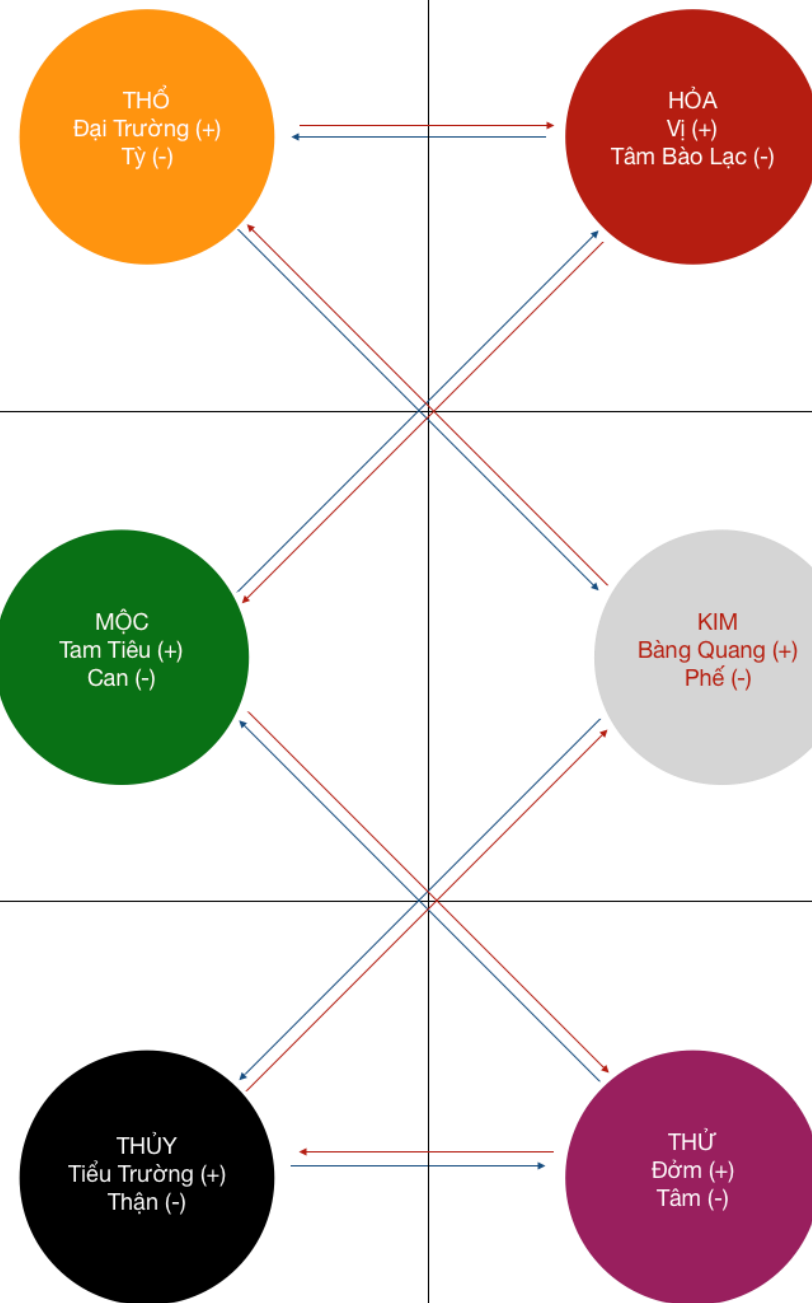 THỔ
Đại Trường (+)
Tỳ (-)
HỎA
Vị (+)
Tâm Bào Lạc (-)
MỘC
Tam Tiêu (+)
Can (-)
KIM
Bàng Quang (+)
Phế (-)
THỦY
Tiểu Trường (+)
Thận (-)
THỬ
Đởm (+)
Tâm (-)